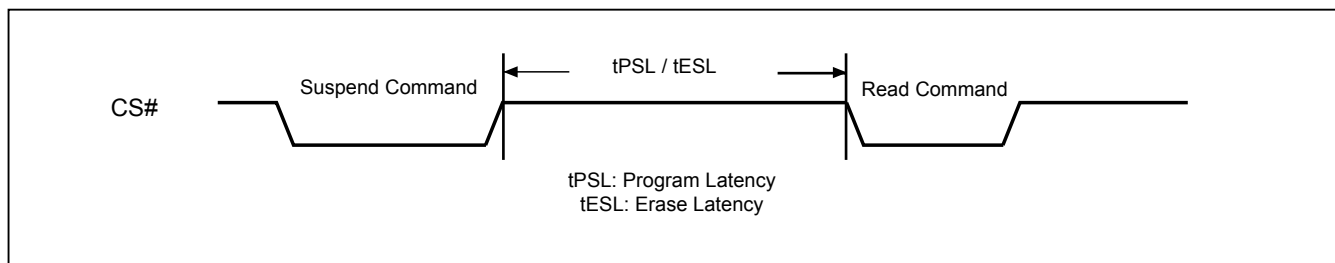 tPSL / tESL
Suspend Command
Read Command
CS#
tPSL: Program Latency
tESL: Erase Latency